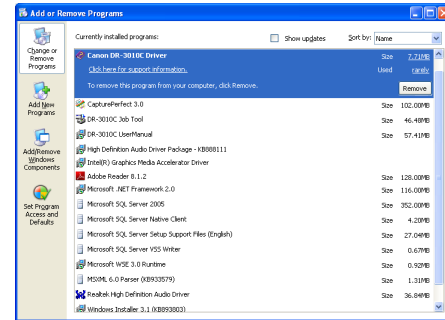 Add or Remove Programs
Change or
Remove
Programs
Add New
Programs
Add/Remove
Windows
Components
Set Program
Access and
Defaults
Currently installed programs:
Show updates
Sort by: Name
Canon DR-3010C Driver Size 7.71MB
Click here for support information. Used rarely
To remove this program from your computer, click Remove. Remove
CapturePerfect 3.0 Size 102.00MB
DR-3010C Job Tool Size 46.48MB
DR-3010C UserManual Size 57.41MB
High Definition Audio Driver Package - KB888111
Intel(R) Graphics Media Accelerator Driver
Adobe Reader 8.1.2 Size 128.00MB
Microsoft .NET Framework 2.0 Size 116.00MB
Microsoft SQL Server 2005 Size 352.00MB
Microsoft SQL Server Native Client Size 4.20MB
Microsoft SQL Server Setup Support Files (English) Size 27.04MB
Microsoft SQL Server VSS Writer Size 0.67MB
Microsoft WSE 3.0 Runtime Size 0.92MB
MSXML 6.0 Parser (KB933579) Size 1.31MB
Realtek High Definition Audio Driver Size 36.84MB
Windows Installer 3.1 (KB893803)